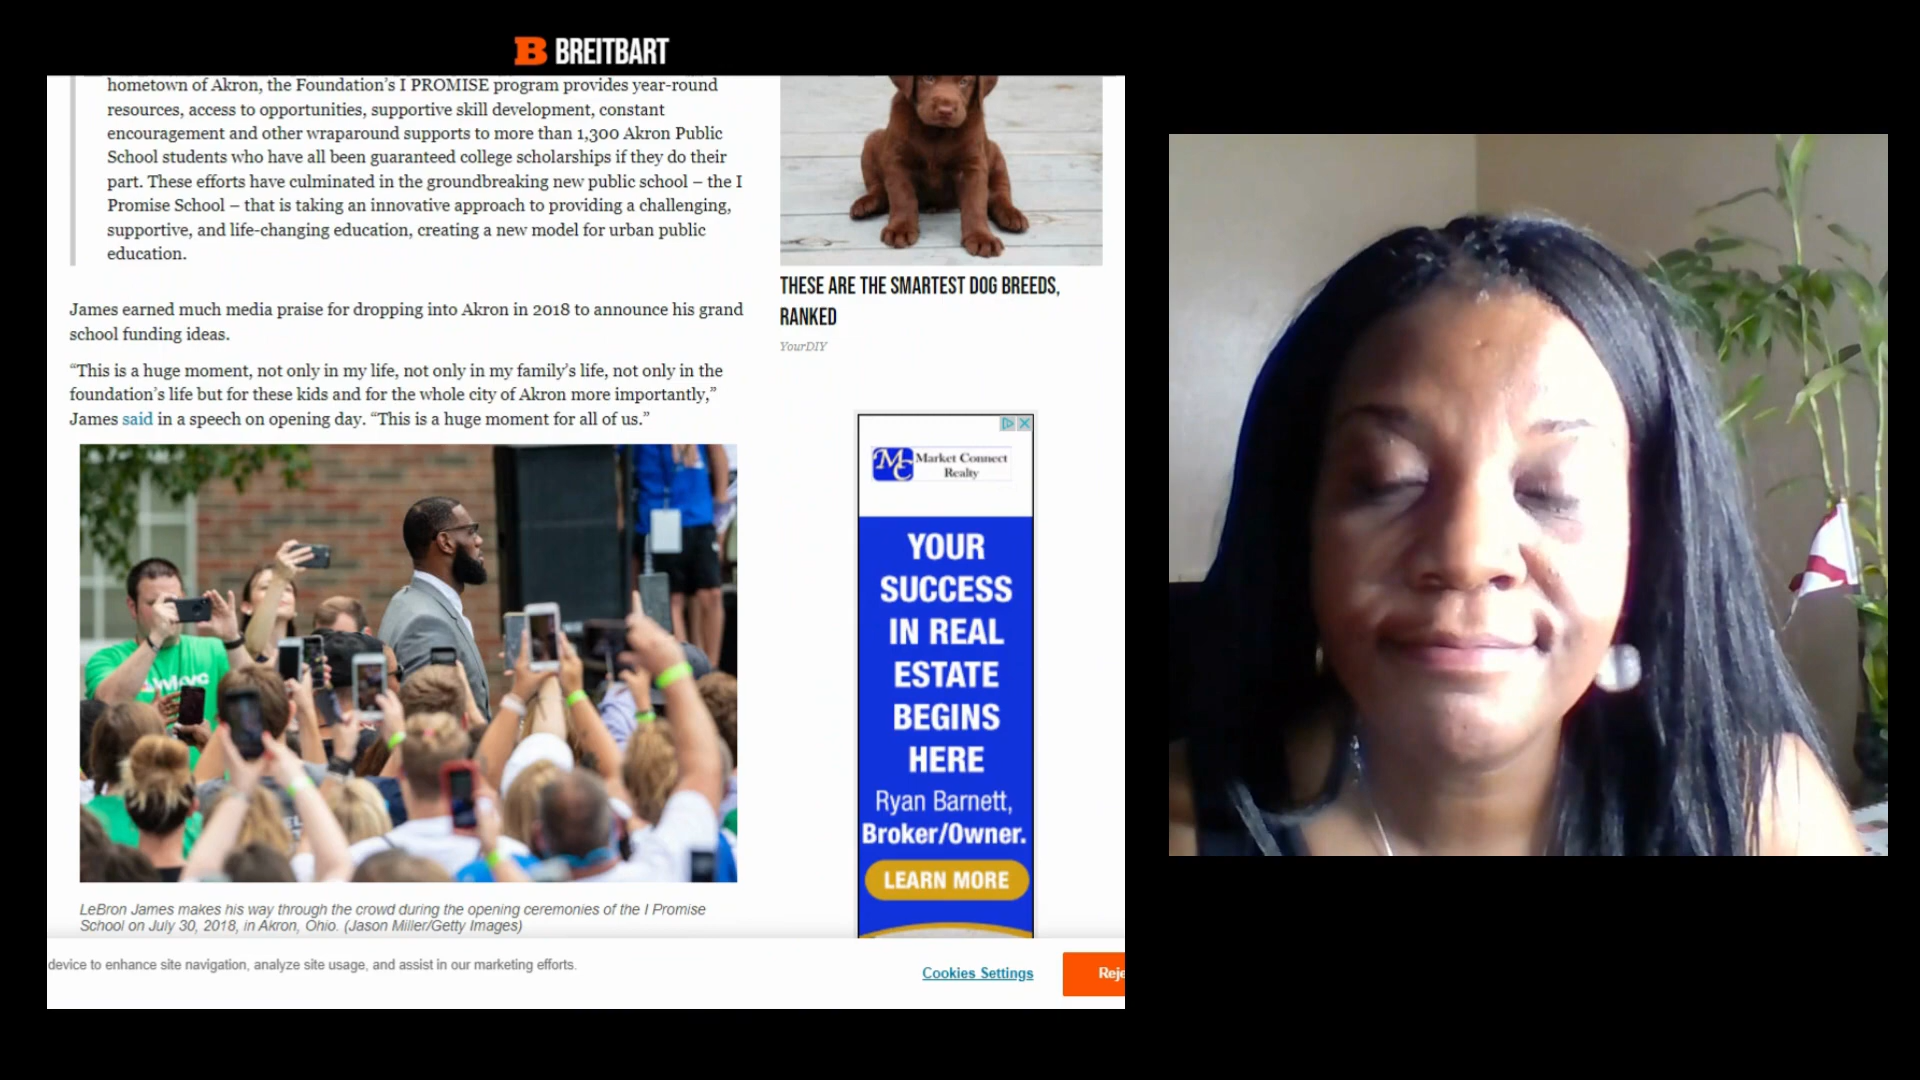 BREITBART
hometown of Akron, the Foundation's I PROMISE program provides year-round
resources, access to opportunities, supportive skill development, constant
encouragement and other wraparound supports to more than 1,300 Akron Public
School students who have all been guaranteed college scholarships if they do their
part. These efforts have culminated in the groundbreaking new public school – the I
Promise School – that is taking an innovative approach to providing a challenging,
supportive, and life-changing education, creating a new model for urban public
education.
James earned much media praise for dropping into Akron in 2018 to announce his grand
school funding ideas.
“This is a huge moment, not only in my life, not only in my family's life, not only in the
foundation's life but for these kids and for the whole city of Akron more importantly,”
James said in a speech on opening day. “This is a huge moment for all of us.”
LeBron James makes his way through the crowd during the opening ceremonies of the I Promise
School on July 30, 2018, in Akron, Ohio. (Jason Miller/Getty Images)
THESE ARE THE SMARTEST DOG BREEDS,
RANKED
YourDIY
MC Market Connect
Realty
YOUR
SUCCESS
IN REAL
ESTATE
BEGINS
HERE
Ryan Barnett,
Broker/Owner.
LEARN MORE
device to enhance site navigation, analyze site usage, and assist in our marketing efforts.
Cookies Settings
Reje